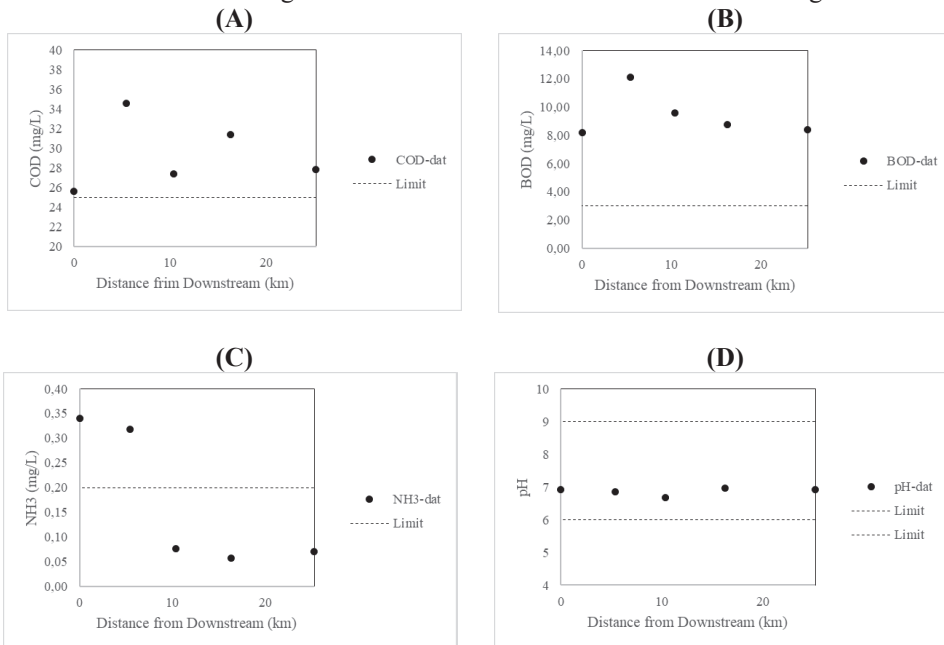 (A)
40
38
36
34
32
30
28
26
24
22
20
COD (mg/L)
0
10
20
Distance frim Downstream (km)
COD-dat
Limit
(B)
14,00
12,00
10,00
8,00
6,00
4,00
2,00
0,00
BOD (mg/L)
0
10
20
Distance from Downstream (km)
BOD-dat
Limit
(C)
0,40
0,35
0,30
0,25
0,20
0,15
0,10
0,05
0,00
NH3 (mg/L)
0
10
20
Distance from Downstream (km)
NH3-dat
Limit
(D)
10
9
8
7
6
5
4
pH
0
10
20
Distance from Downstream (km)
pH-dat
Limit
Limit